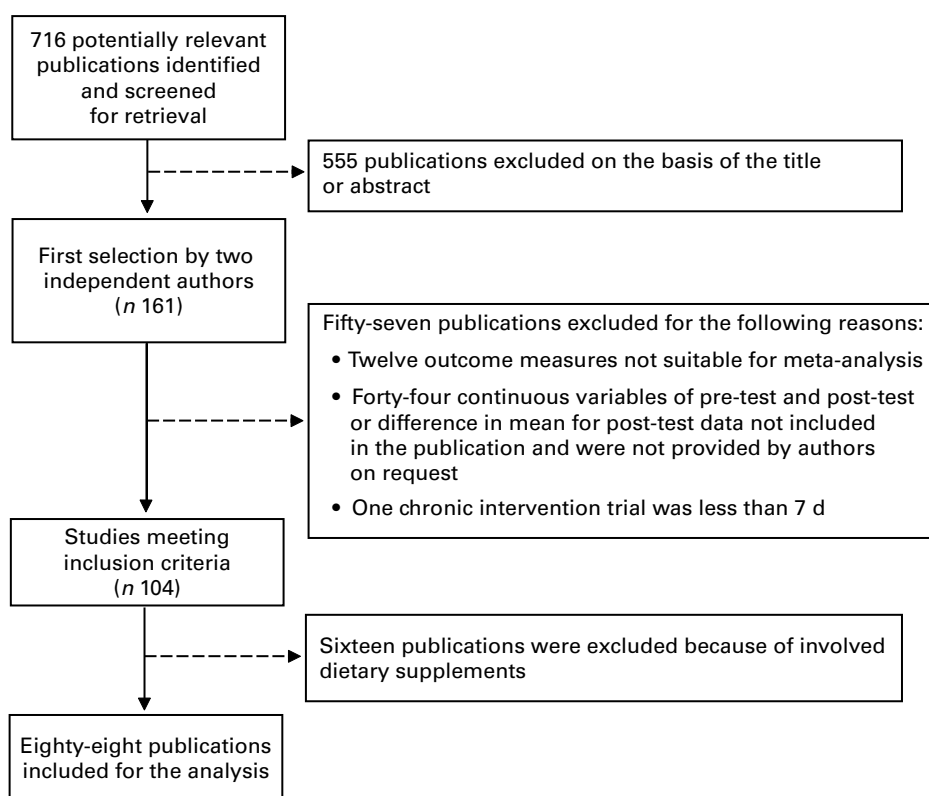 716 potentially relevant
publications identified
and screened
for retrieval
555 publications excluded on the basis of the title
or abstract
First selection by two
independent authors
(n 161)
Fifty-seven publications excluded for the following reasons:
• Twelve outcome measures not suitable for meta-analysis
• Forty-four continuous variables of pre-test and post-test
or difference in mean for post-test data not included
in the publication and were not provided by authors
on request
• One chronic intervention trial was less than 7 d
Studies meeting
inclusion criteria
(n 104)
Sixteen publications were excluded because of involved
dietary supplements
Eighty-eight publications
included for the analysis